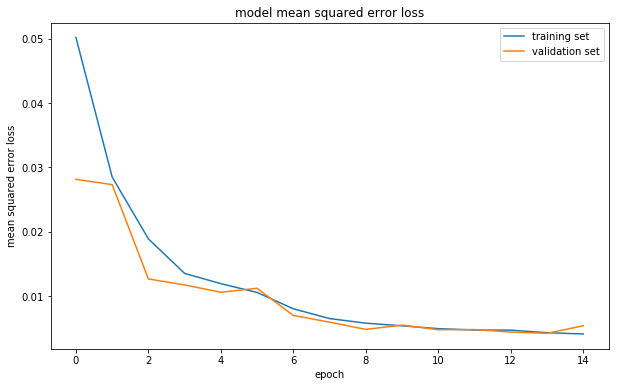 model mean squared error loss
training set
validation set
0.05
0.04
0.03
0.02
0.01
mean squared error loss
0 2 4 6 8 10 12 14
epoch